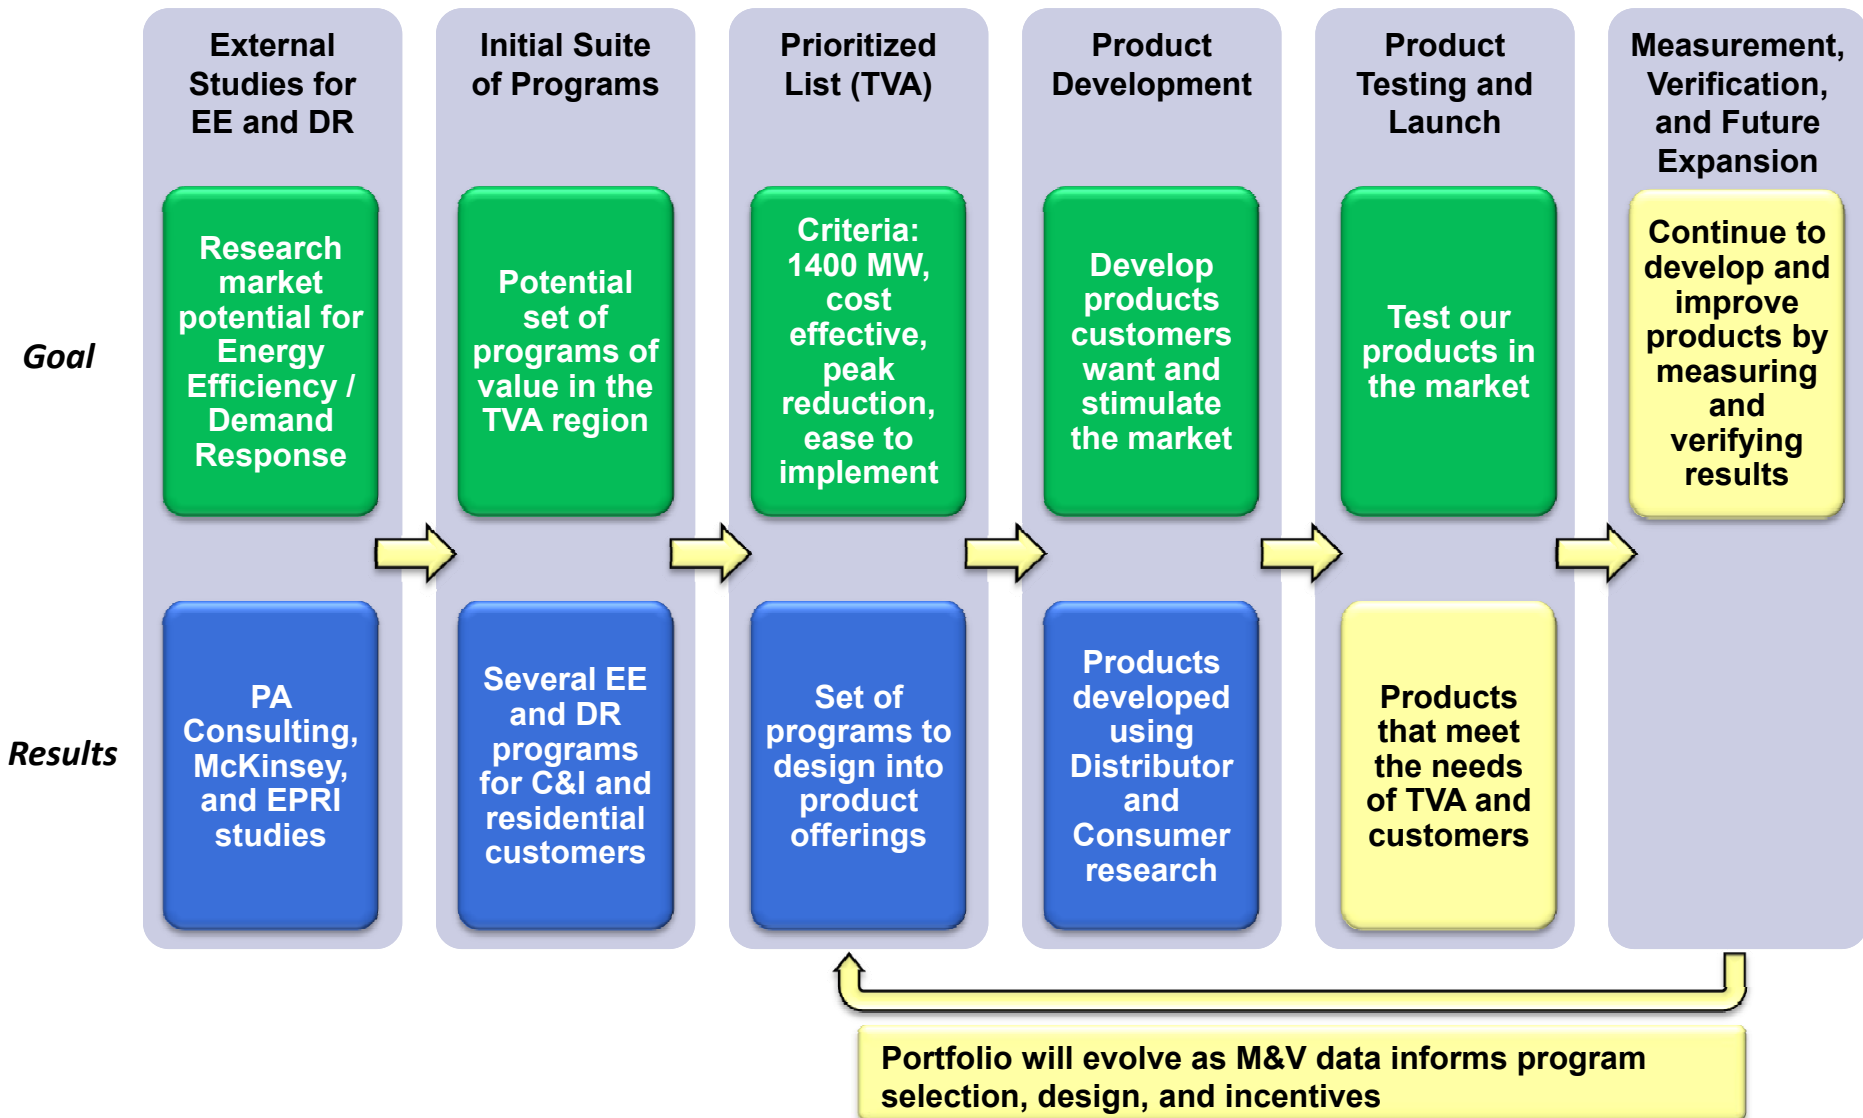 External
Studies for
EE and DR
Initial Suite
of Programs
Prioritized
List (TVA)
Product
Development
Product
Testing and
Launch
Measurement,
Verification,
and Future
Expansion
Goal
Research
market
potential for
Energy
Efficiency /
Demand
Response
Potential
set of
programs of
value in the
TVA region
Criteria:
1400 MW,
cost
effective,
peak
reduction,
ease to
implement
Develop
products
customers
want and
stimulate
the market
Test our
products in
the market
Continue to
develop and
improve
products by
measuring
and
verifying
results
Results
PA
Consulting,
McKinsey,
and EPRI
studies
Several EE
and DR
programs
for C&I and
residential
customers
Set of
programs to
design into
product
offerings
Products
developed
using
Distributor
and
Consumer
research
Products
that meet
the needs
of TVA and
customers
Portfolio will evolve as M&V data informs program
selection, design, and incentives